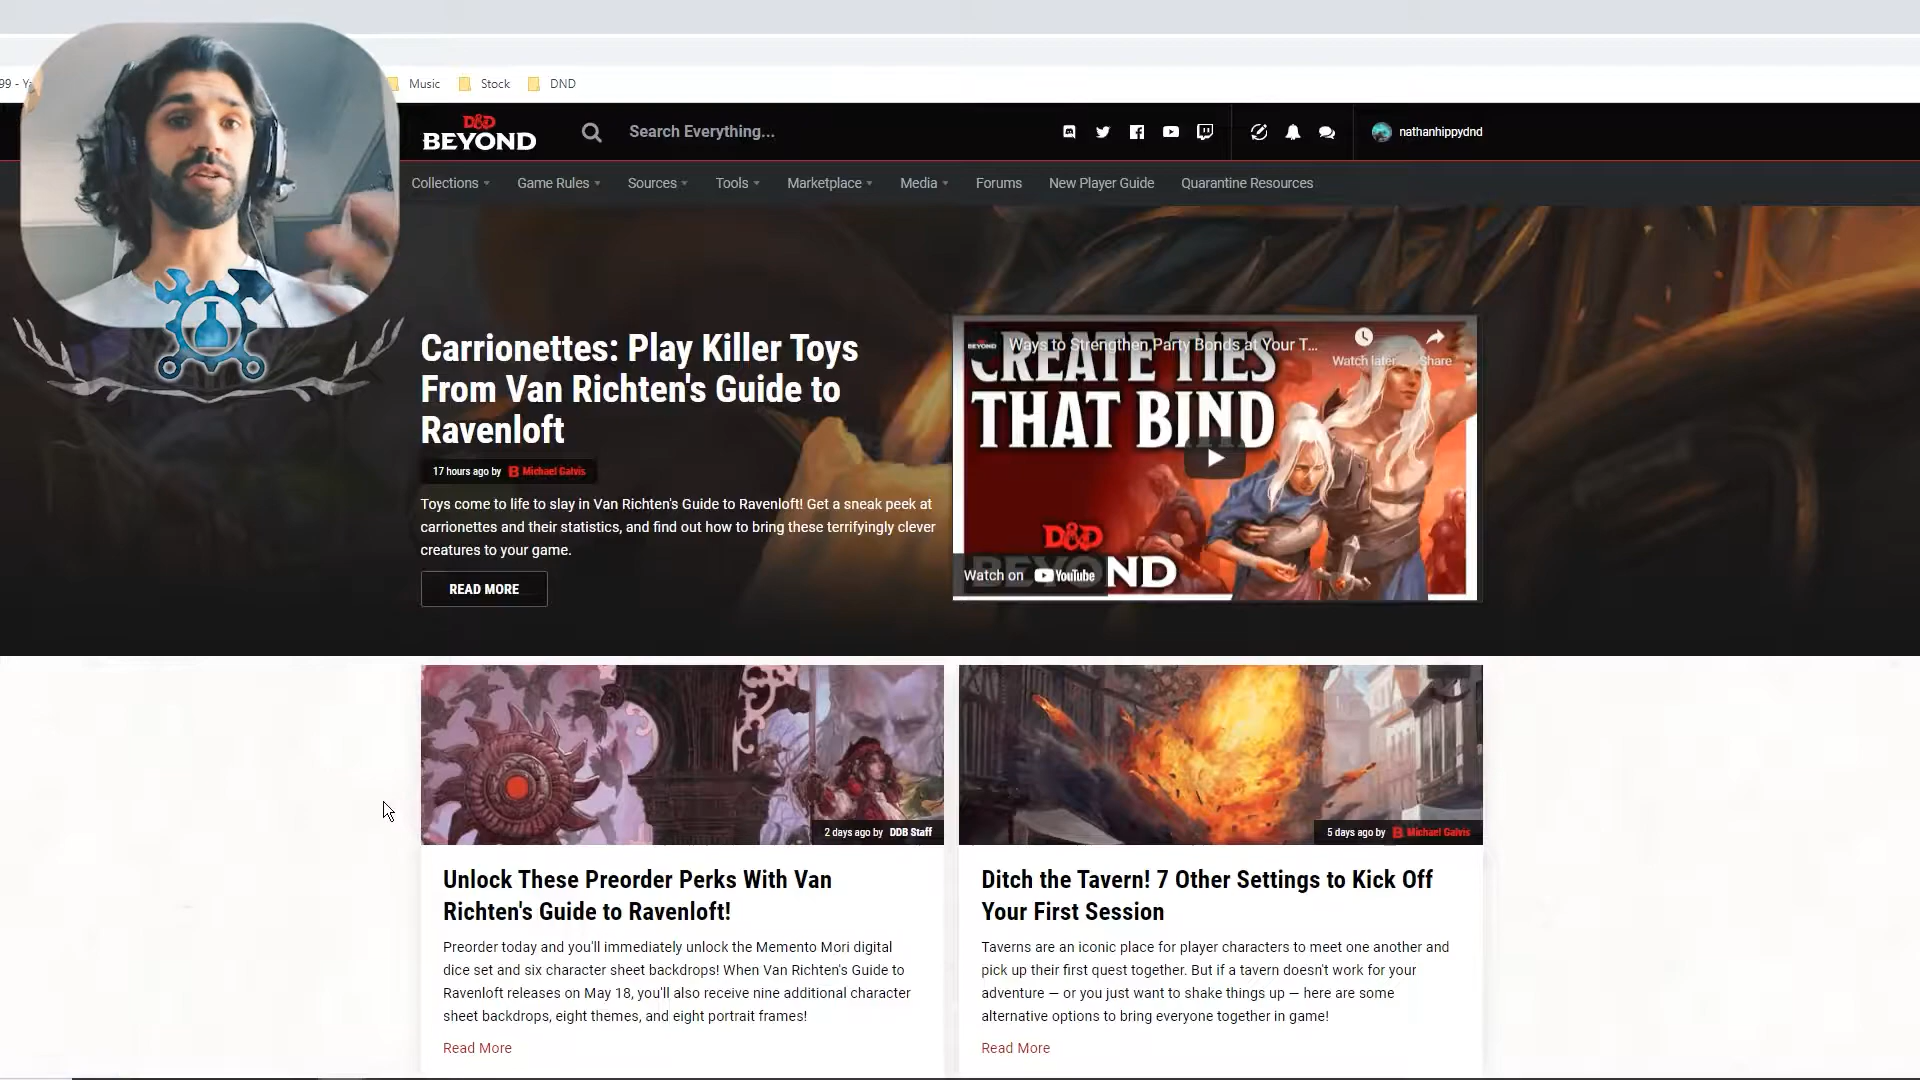 99 - Y
Music
Stock
DND
D&D
BEYOND
Search Everything...
nathanhippydnd
Collections
Game Rules
Sources
Tools
Marketplace
Media
Forums
New Player Guide
Quarantine Resources
Carrionettes: Play Killer Toys
From Van Richten's Guide to
Ravenloft
17 hours ago by Michael Galvis
Toys come to life to slay in Van Richten's Guide to Ravenloft! Get a sneak peek at
carrionettes and their statistics, and find out how to bring these terrifyingly clever
creatures to your game.
READ MORE
BEYOND
Ways to Strengthen Party Bonds at Your T...
Watch later
Share
CREATE TIES
THAT BIND
D&D
BEYOND
Watch on YouTube
2 days ago by DDB Staff
Unlock These Preorder Perks With Van
Richten's Guide to Ravenloft!
Preorder today and you'll immediately unlock the Memento Mori digital
dice set and six character sheet backdrops! When Van Richten's Guide to
Ravenloft releases on May 18, you'll also receive nine additional character
sheet backdrops, eight themes, and eight portrait frames!
Read More
5 days ago by Michael Galvis
Ditch the Tavern! 7 Other Settings to Kick Off
Your First Session
Taverns are an iconic place for player characters to meet one another and
pick up their first quest together. But if a tavern doesn't work for your
adventure — or you just want to shake things up — here are some
alternative options to bring everyone together in game!
Read More